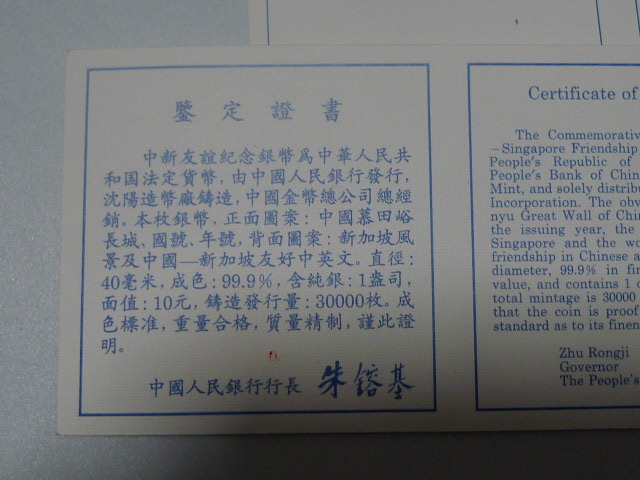 鑒定證書
中新友誼紀念銀幣爲中華人民共
和國法定貨幣，由中國人民銀行發行，
沈陽造幣廠鑄造，中國金幣總公司總經
銷。本枚銀幣，正面圖案：中國慕田峪
長城、國號、年號，背面圖案：新加坡風
景及中國—新加坡友好中英文。直徑：
40毫米，成色：99.9%，含純銀：1盎司，
面值：10元，鑄造發行量：30000枚。成
色標准，重量合格，質量精制，謹此證
明。
中國人民銀行行長 朱鎔基
Certificate of
The Commemorativ
–Singapore Friendship
People's Republic of
People's Bank of Chin
Mint, and solely distrib
Incorporation. The obv
nyu Great Wall of Chin
the issuing year, the
Singapore and the wo
friendship in Chinese a
diameter, 99.9% in fin
value, and contains 1 o
total mintage is 30000
that the coin is proof
standard as to its finen
Zhu Rongji
Governor
The People's